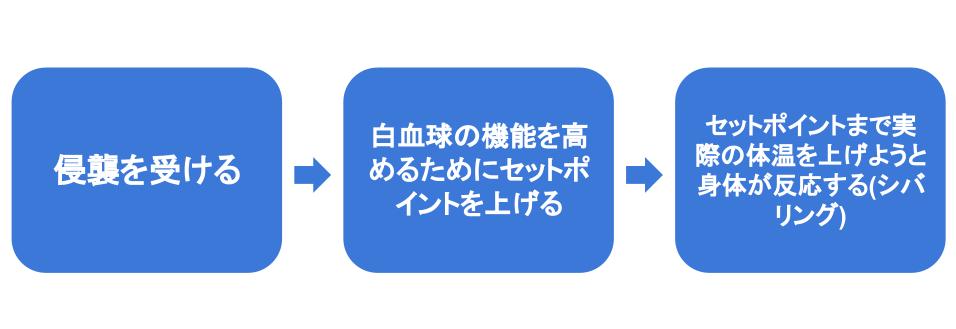 侵襲を受ける
白血球の機能を高
めるためにセットポ
イントを上げる
セットポイントまで実
際の体温を上げようと
身体が反応する(シバ
リング)